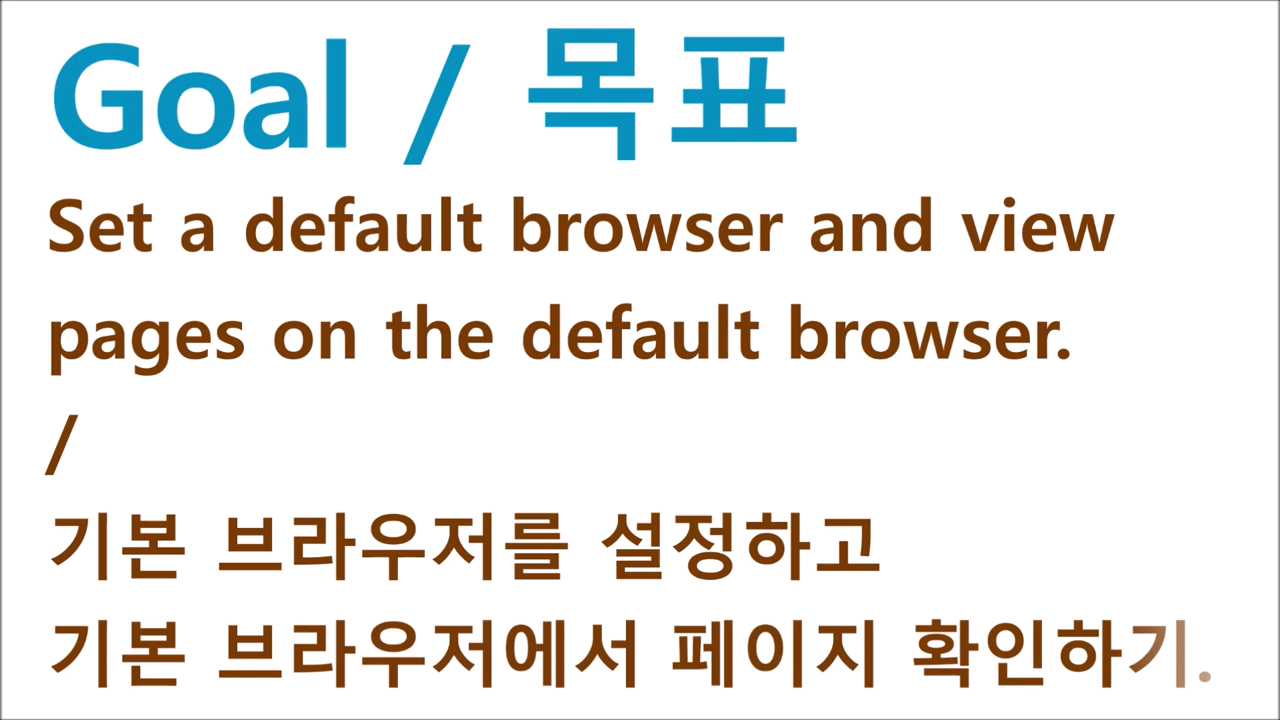 Goal / 목표
Set a default browser and view
pages on the default browser.
/
기본 브라우저를 설정하고
기본 브라우저에서 페이지 확인하기.